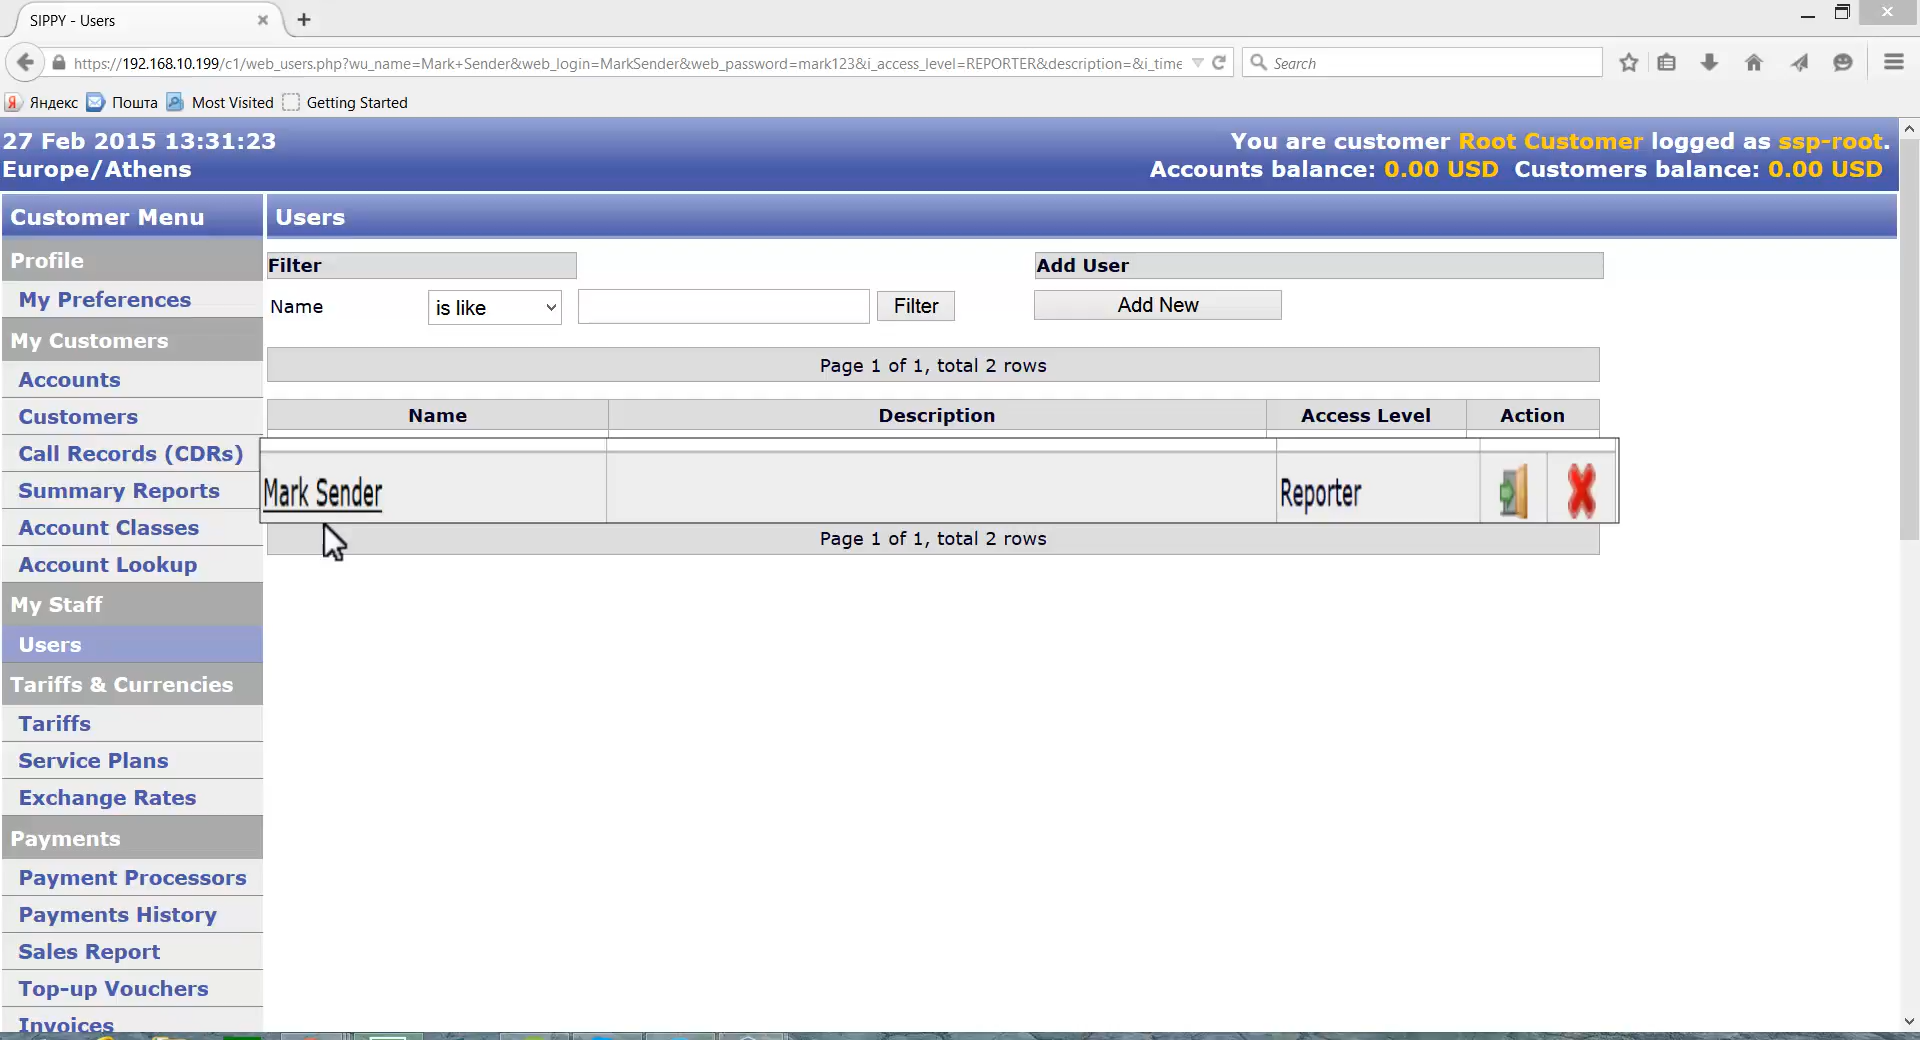 SIPPY - Users
https://192.168.10.199/c1/web_users.php?wu_name=Mark+Sender&web_login=MarkSender&web_password=mark123&i_access_level=REPORTER&description=&i_time
Search
Яндекс Пошта Most Visited Getting Started
27 Feb 2015 13:31:23
Europe/Athens
You are customer Root Customer logged as ssp-root.
Accounts balance: 0.00 USD Customers balance: 0.00 USD
Customer Menu
Profile
My Preferences
My Customers
Accounts
Customers
Call Records (CDRs)
Summary Reports
Account Classes
Account Lookup
My Staff
Users
Tariffs & Currencies
Tariffs
Service Plans
Exchange Rates
Payments
Payment Processors
Payments History
Sales Report
Top-up Vouchers
Invoices
Users
Filter
Add User
Name is like Filter Add New
Page 1 of 1, total 2 rows
Name Description Access Level Action
Mark Sender Reporter
Page 1 of 1, total 2 rows